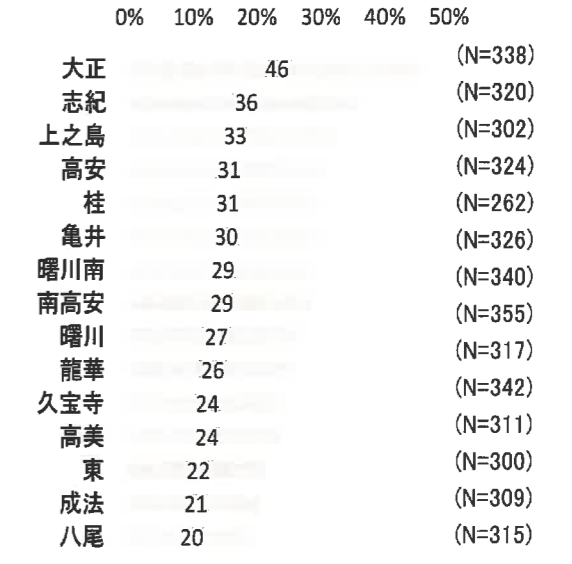 0% 10% 20% 30% 40% 50%
大正 46
志紀 36
上之島 33
高安 31
桂 31
亀井 30
曙川南 29
南高安 29
曙川 27
龍華 26
久宝寺 24
高美 24
東 22
成法 21
八尾 20
(N=338)
(N=320)
(N=302)
(N=324)
(N=262)
(N=326)
(N=340)
(N=355)
(N=317)
(N=342)
(N=311)
(N=300)
(N=309)
(N=315)